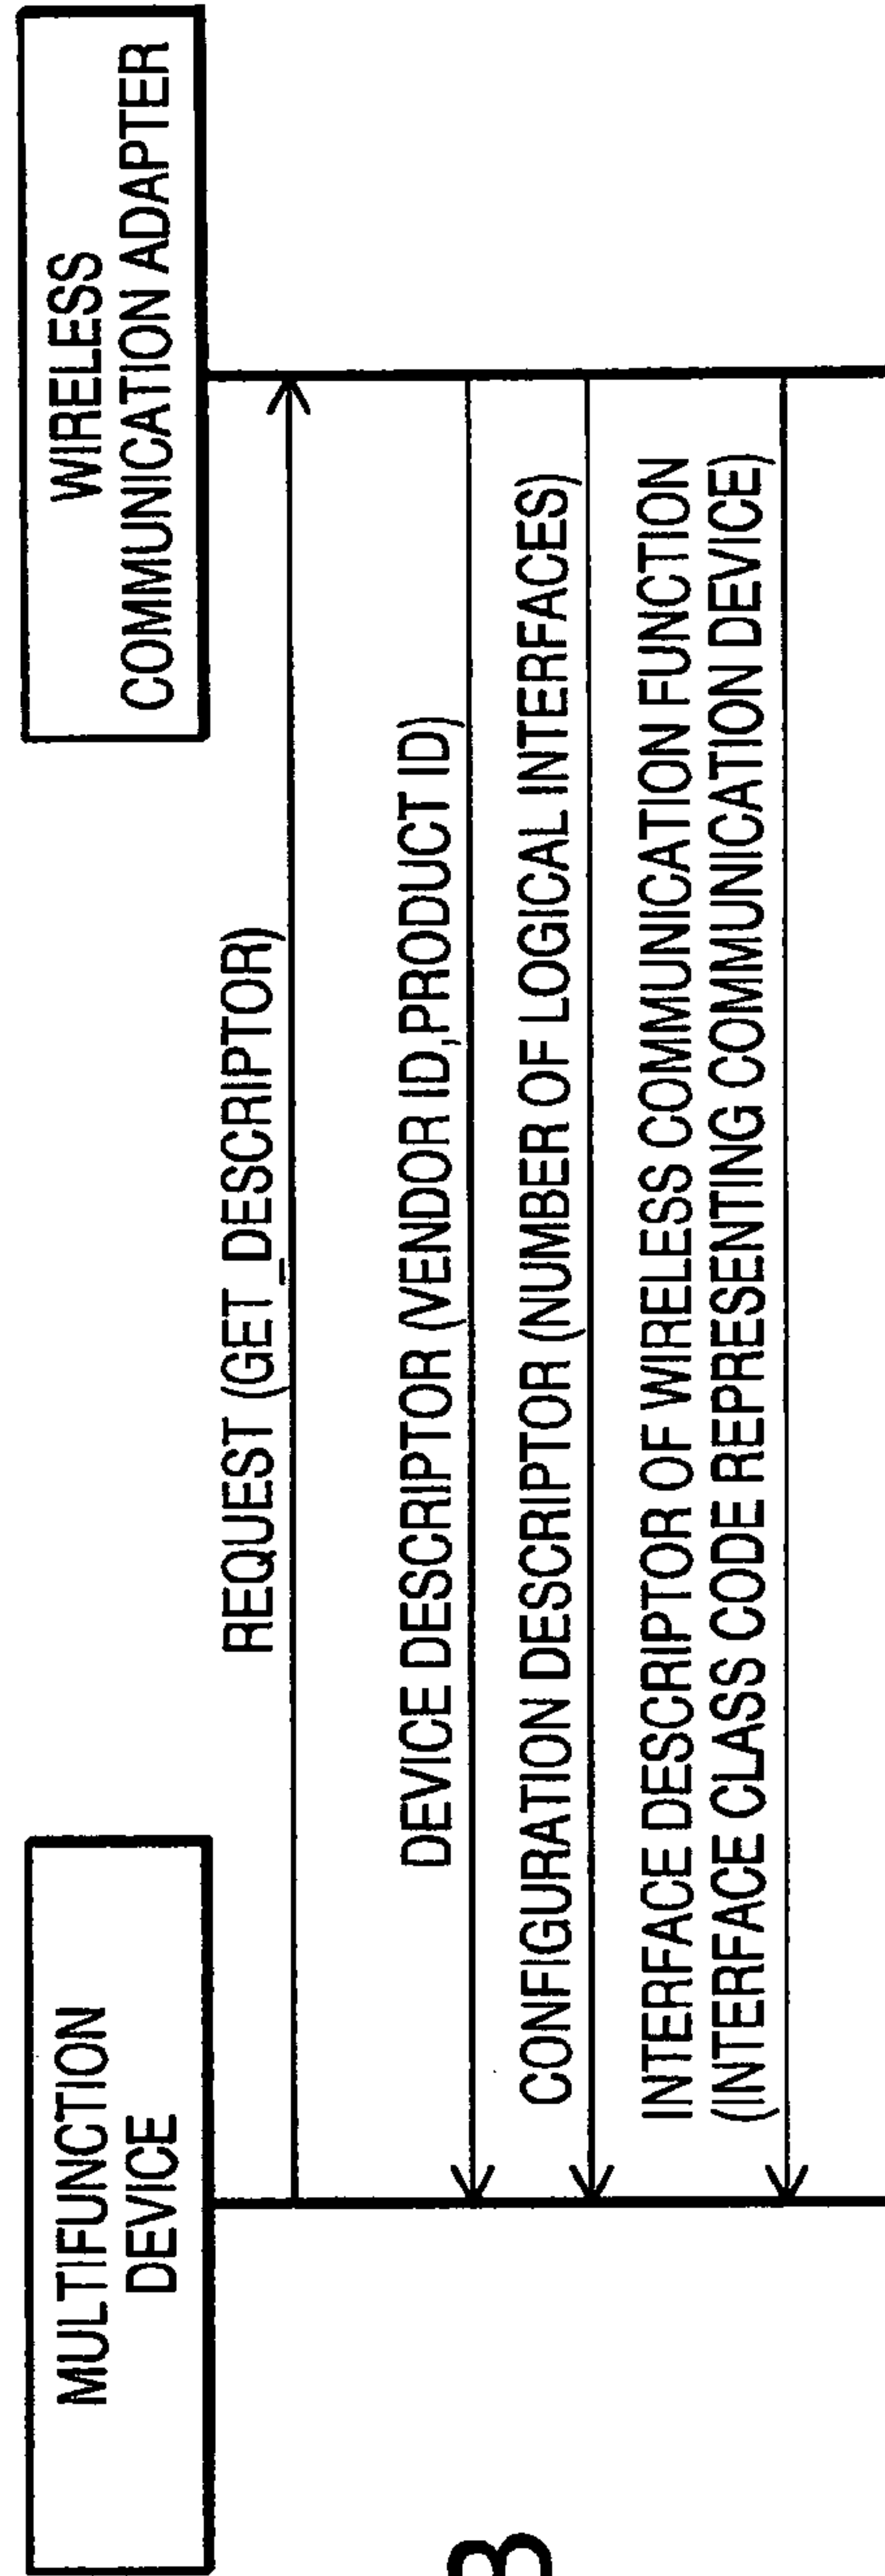 MULTIFUNCTION
DEVICE
WIRELESS
COMMUNICATION ADAPTER
REQUEST (GET_DESCRIPTOR)
DEVICE DESCRIPTOR (VENDOR ID,PRODUCT ID)
CONFIGURATION DESCRIPTOR (NUMBER OF LOGICAL INTERFACES)
INTERFACE DESCRIPTOR OF WIRELESS COMMUNICATION FUNCTION
(INTERFACE CLASS CODE REPRESENTING COMMUNICATION DEVICE)